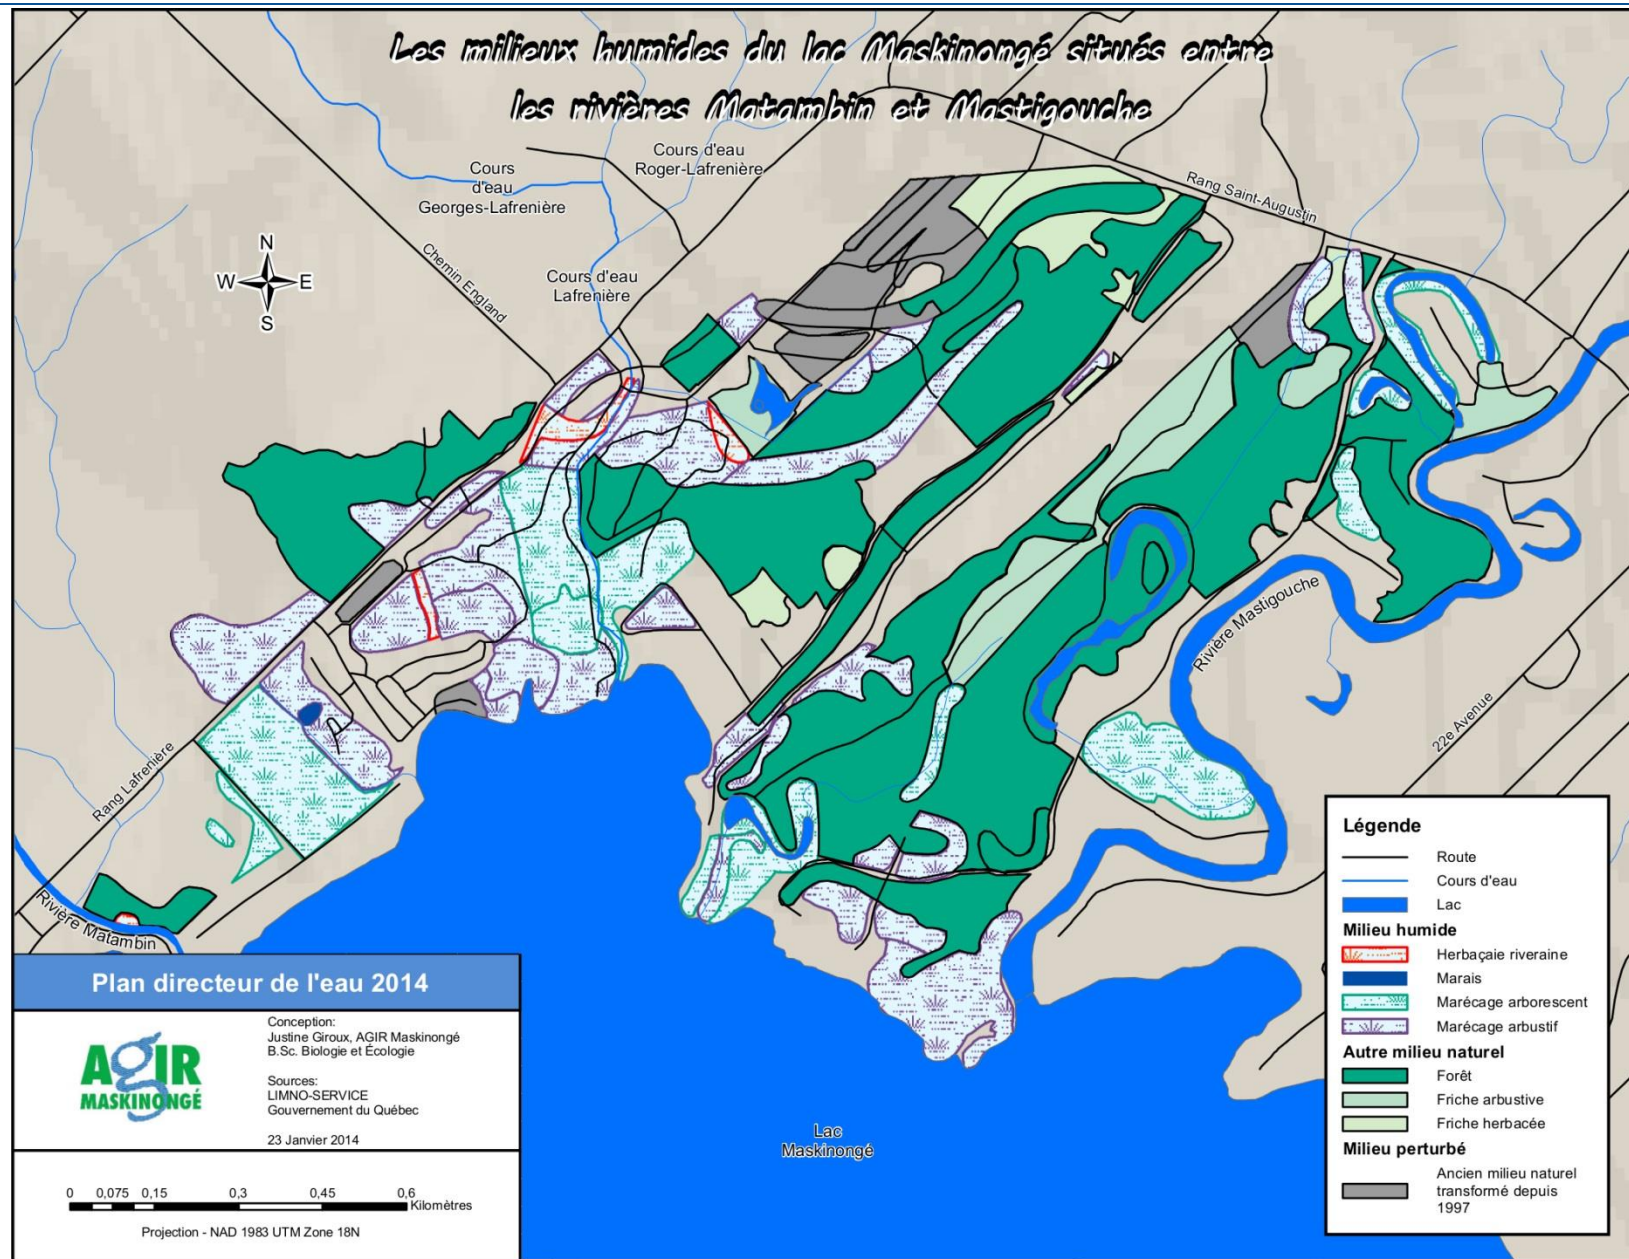 Les milieux humides du lac Maskinongé situés entre
les rivières Matambin et Mastigouche
Cours d'eau
Roger-Lafrenière
Cours
d'eau
Georges-Lafrenière
Rang Saint-Augustin
N
W
E
S
Chemin England
Cours d'eau
Lafrenière
Rivière Mastigouche
22e Avenue
Rang Lafrenière
Rivière Matambin
Lac
Maskinongé
Plan directeur de l'eau 2014
AGIR
MASKINONGÉ
Conception:
Justine Giroux, AGIR Maskinongé
B.Sc. Biologie et Écologie
Sources:
LIMNO-SERVICE
Gouvernement du Québec
23 Janvier 2014
0 0,075 0,15 0,3 0,45 0,6
Kilomètres
Projection - NAD 1983 UTM Zone 18N
Légende
Route
Cours d'eau
Lac
Milieu humide
Herbaçaie riveraine
Marais
Marécage arborescent
Marécage arbustif
Autre milieu naturel
Forêt
Friche arbustive
Friche herbacée
Milieu perturbé
Ancien milieu naturel
transformé depuis
1997